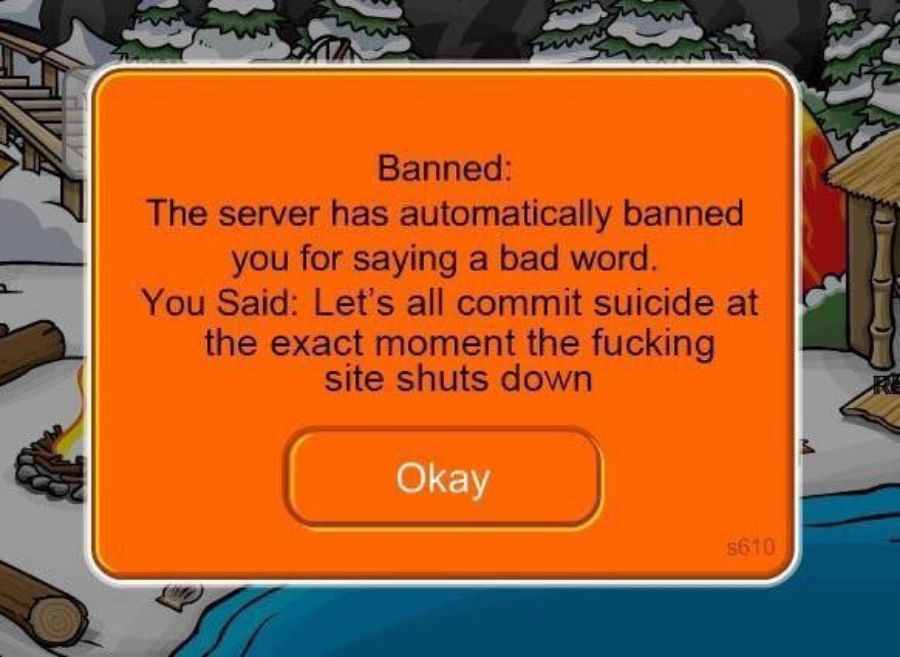 Banned:
The server has automatically banned
you for saying a bad word.
You Said: Let's all commit suicide at
the exact moment the fucking
site shuts down
Okay
s610